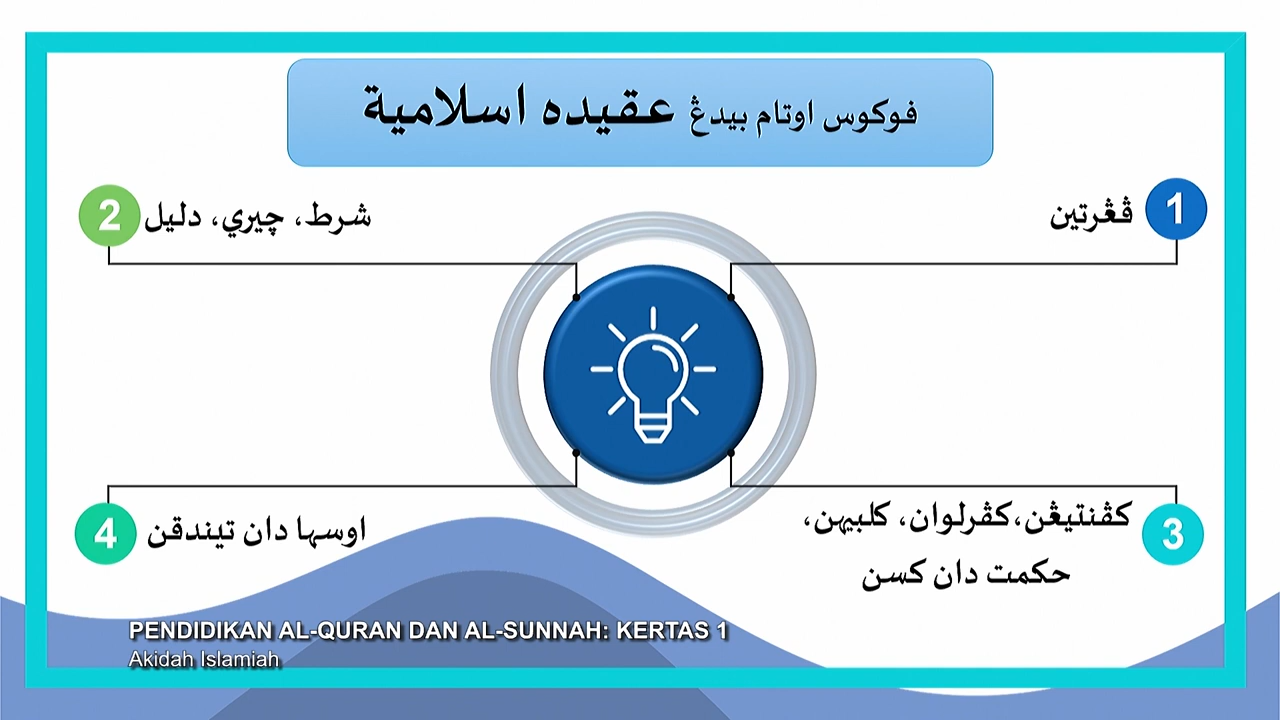 فوكوس اوتام بيدڠ عقيده اسلامية
1
ڤڠرتين
2
شرط، چيري، دليل
3
كڤنتيڠن،كڤرلوان، كلبيهن،
حكمت دان كسن
4
اوسها دان تيندقن
PENDIDIKAN AL-QURAN DAN AL-SUNNAH: KERTAS 1
Akidah Islamiah